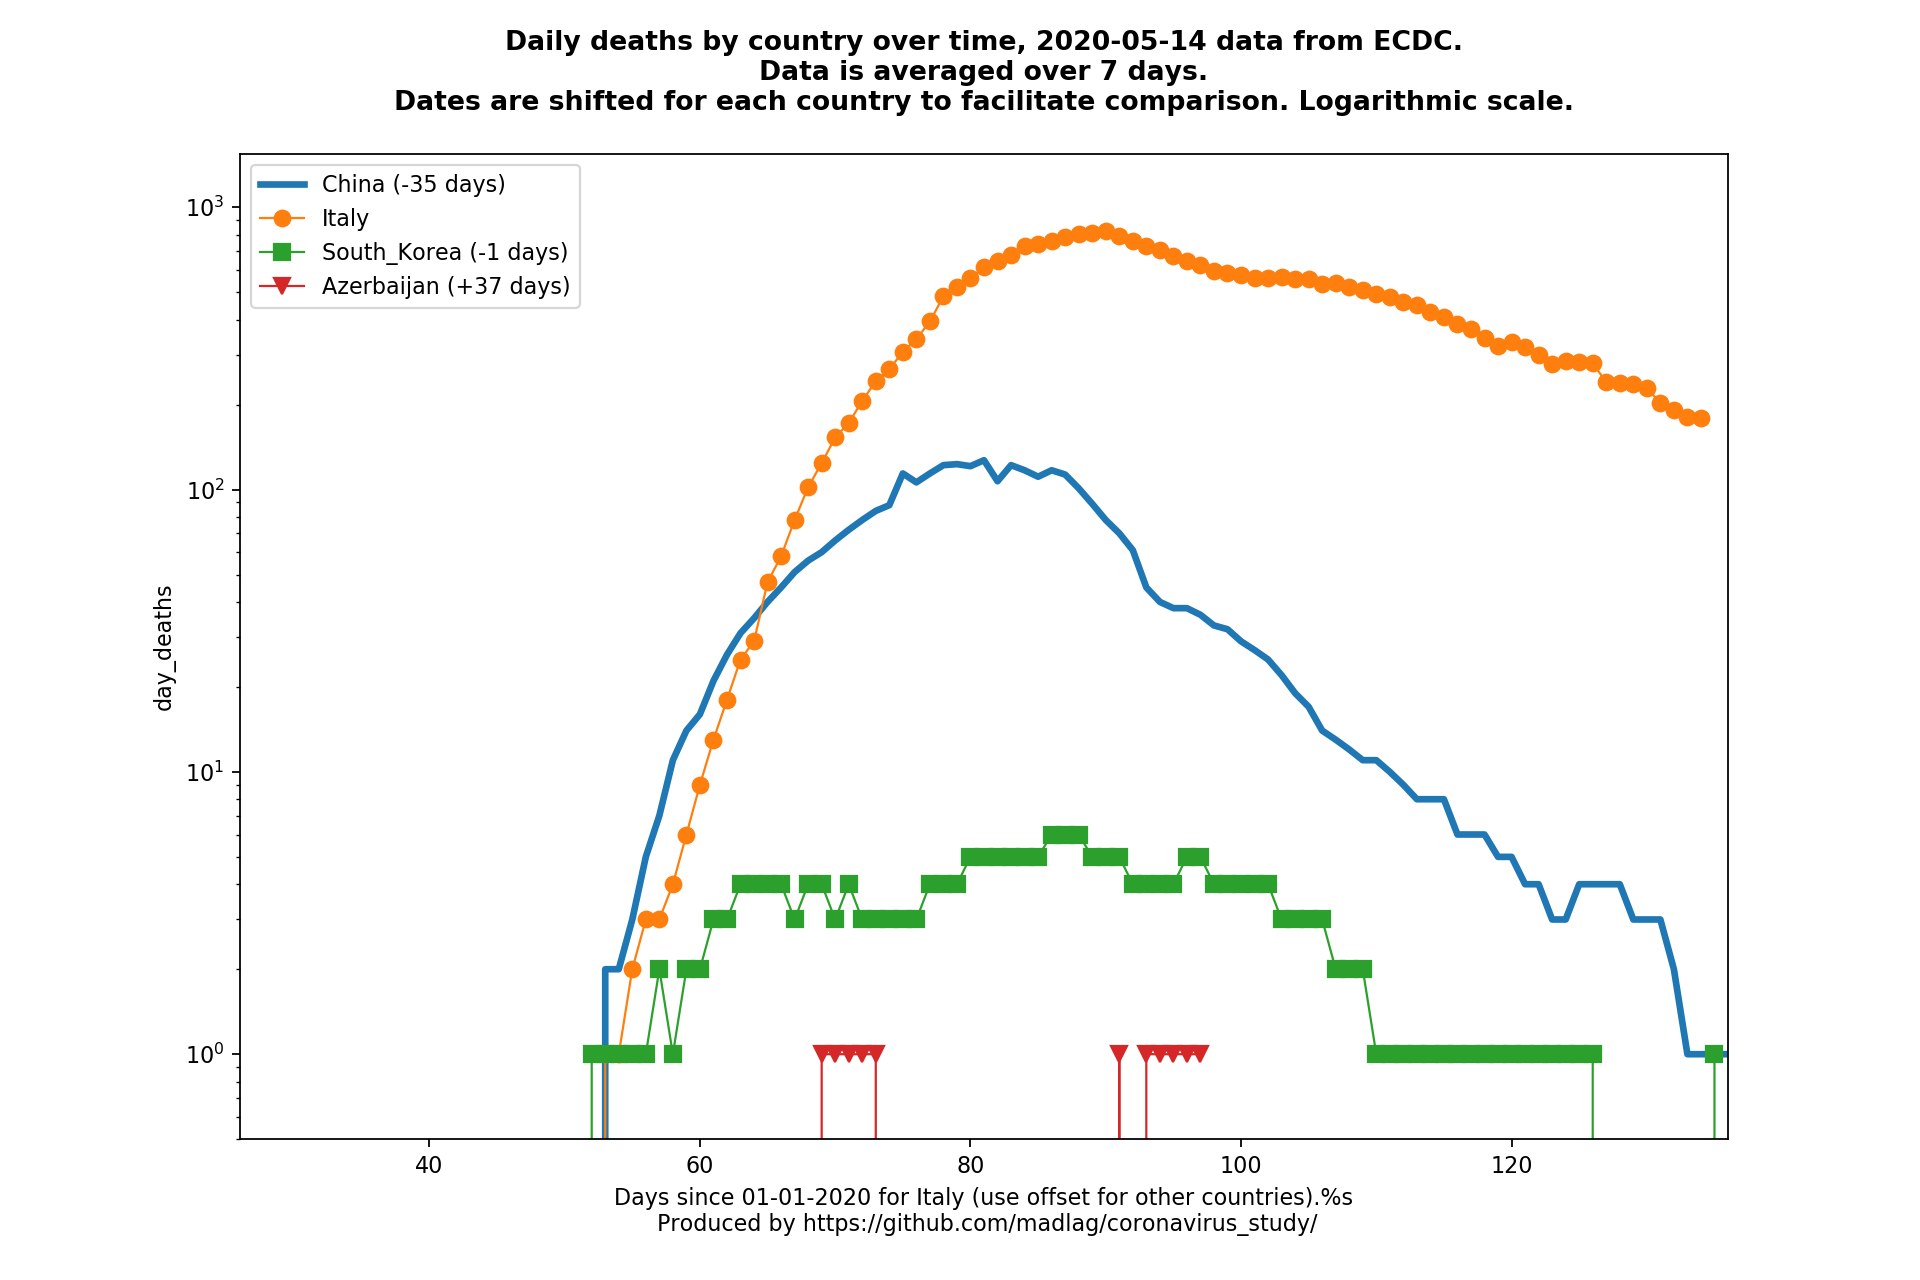 Daily deaths by country over time, 2020-05-14 data from ECDC.
Data is averaged over 7 days.
Dates are shifted for each country to facilitate comparison. Logarithmic scale.
China (-35 days)
Italy
South_Korea (-1 days)
Azerbaijan (+37 days)
day_deaths
10³
10²
10¹
10⁰
40 60 80 100 120
Days since 01-01-2020 for Italy (use offset for other countries).%s
Produced by https://github.com/madlag/coronavirus_study/